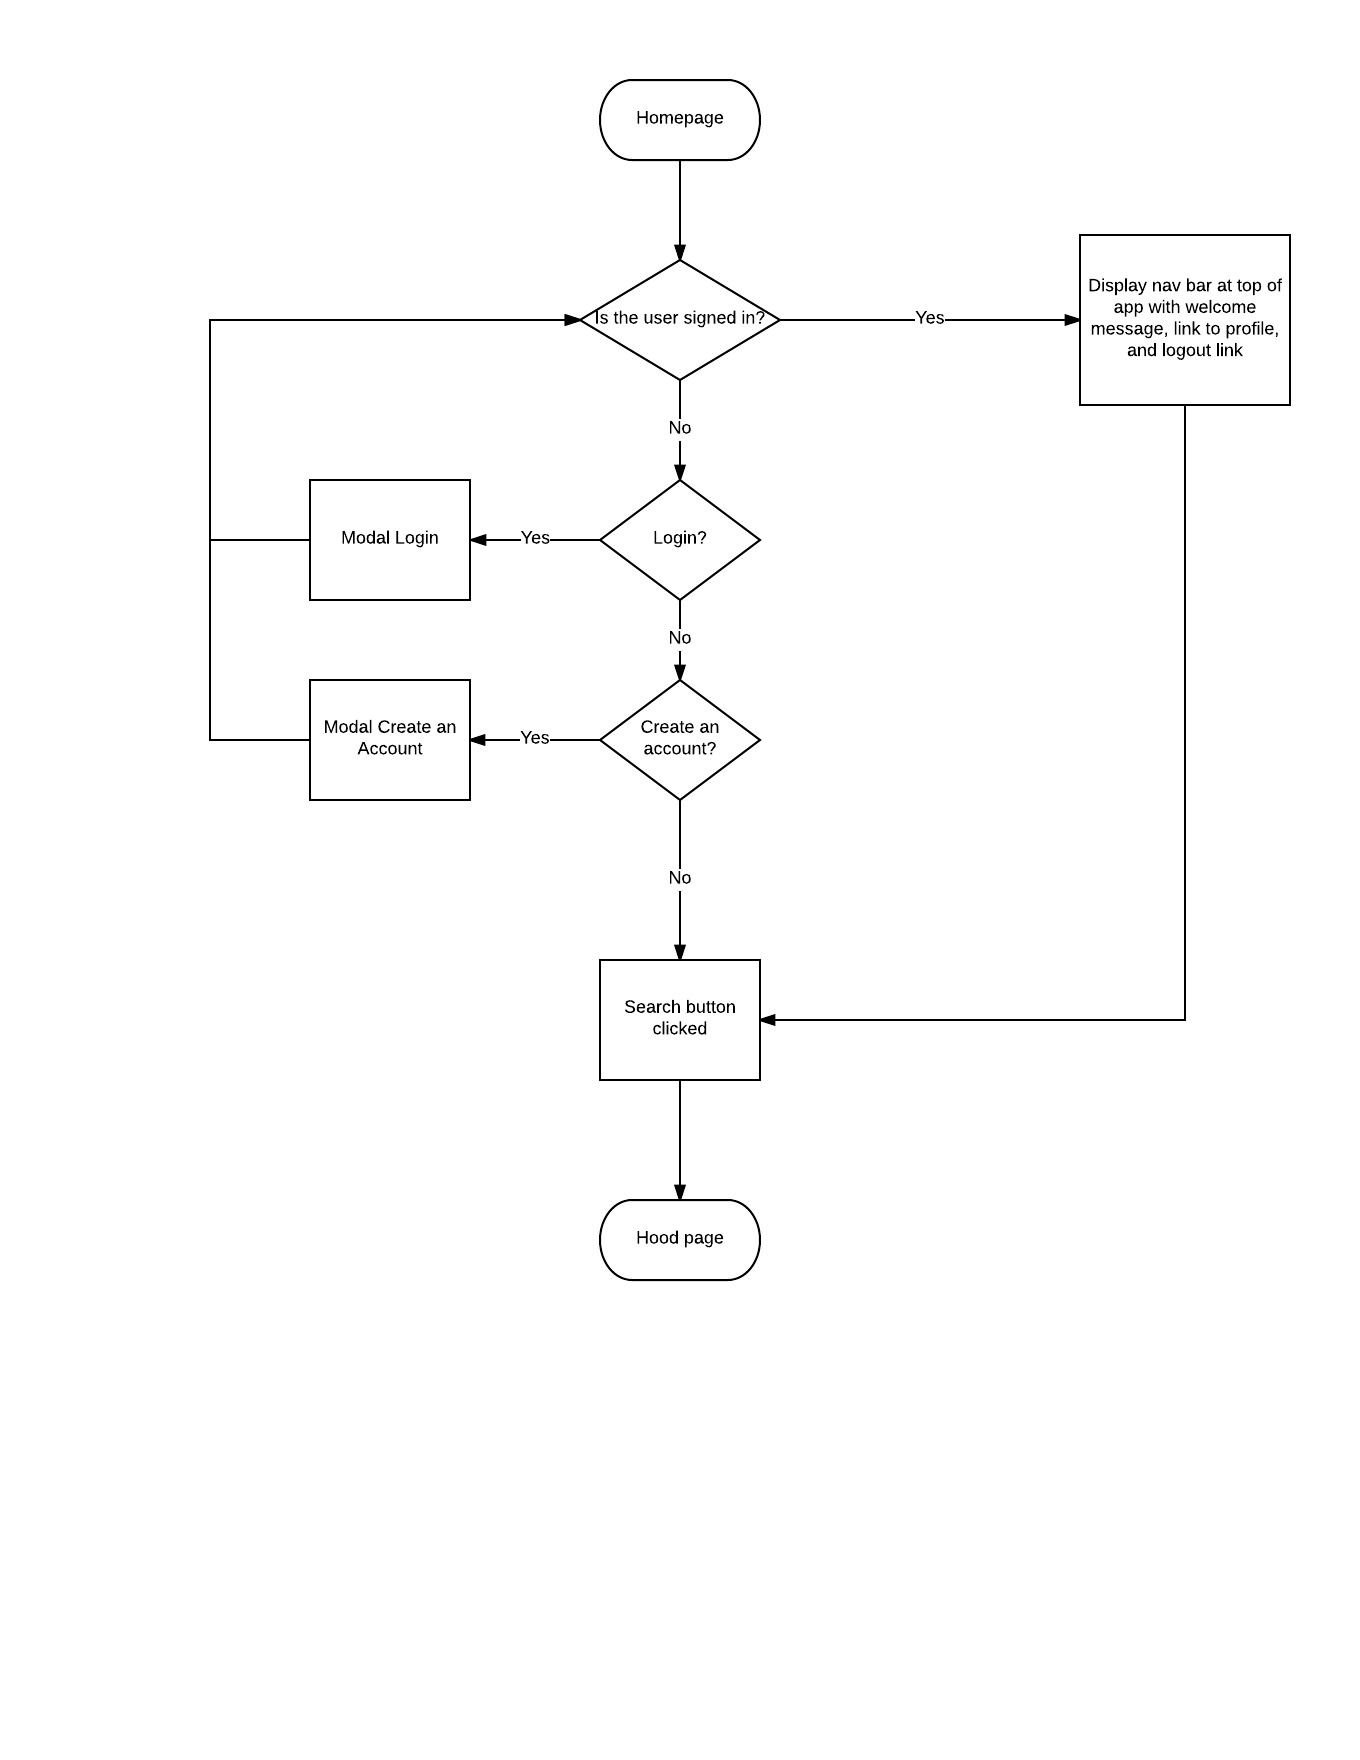 Homepage
Is the user signed in?
Yes
Display nav bar at top of
app with welcome
message, link to profile,
and logout link
No
Modal Login
Yes
Login?
No
Modal Create an
Account
Yes
Create an
account?
No
Search button
clicked
Hood page